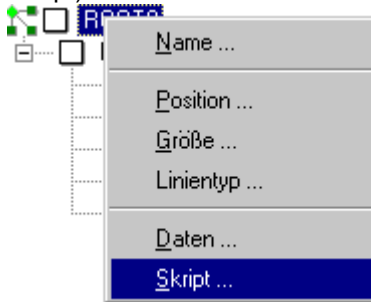 Name ...
Position ...
Größe ...
Linientyp ...
Daten ...
Skript ...